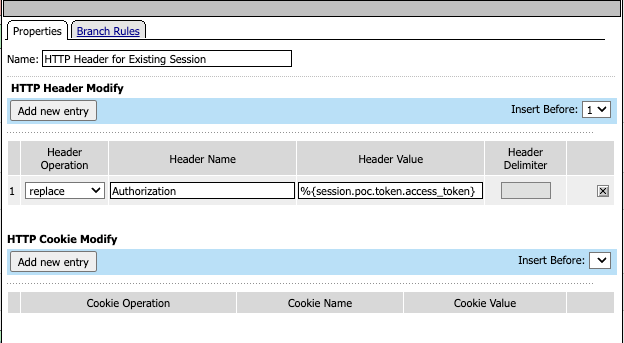 Properties Branch Rules
Name: HTTP Header for Existing Session
HTTP Header Modify
Add new entry Insert Before: 1
Header Operation Header Name Header Value Header Delimiter
1 replace Authorization %{session.poc.token.access_token}
HTTP Cookie Modify
Add new entry Insert Before:
Cookie Operation Cookie Name Cookie Value